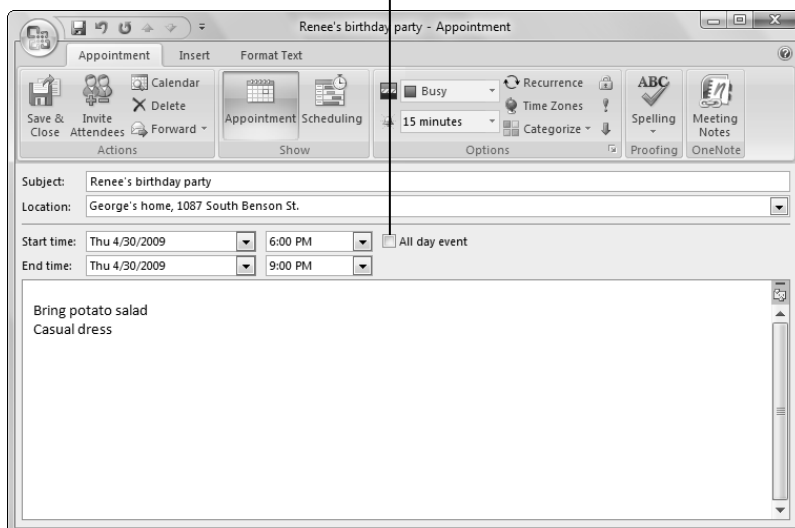 Renee's birthday party - Appointment
Appointment Insert Format Text
Save & Close
Invite Attendees
Calendar
Delete
Forward
Actions
Appointment
Scheduling
Show
Busy
15 minutes
Recurrence
Time Zones
Categorize
Options
ABC
Spelling
Proofing
Meeting Notes
OneNote
Subject: Renee's birthday party
Location: George's home, 1087 South Benson St.
Start time: Thu 4/30/2009 6:00 PM All day event
End time: Thu 4/30/2009 9:00 PM
Bring potato salad
Casual dress